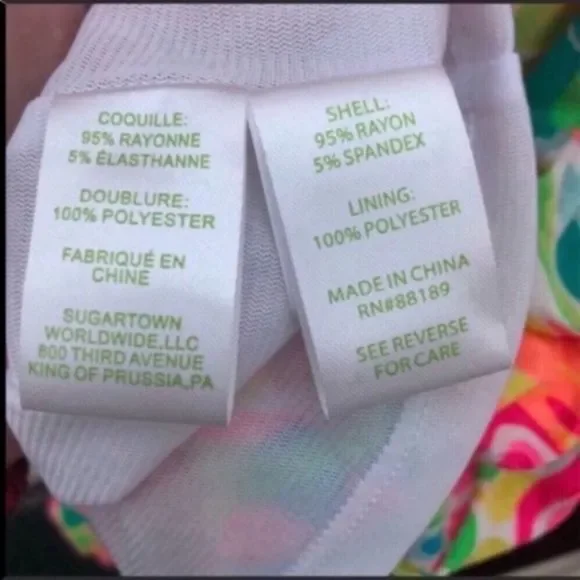 COQUILLE:
95% RAYONNE
5% ÉLASTHANNE
DOUBLURE:
100% POLYESTER
FABRIQUÉ EN
CHINE
SUGARTOWN
WORLDWIDE,LLC
800 THIRD AVENUE
KING OF PRUSSIA,PA
SHELL:
95% RAYON
5% SPANDEX
LINING:
100% POLYESTER
MADE IN CHINA
RN#88189
SEE REVERSE
FOR CARE